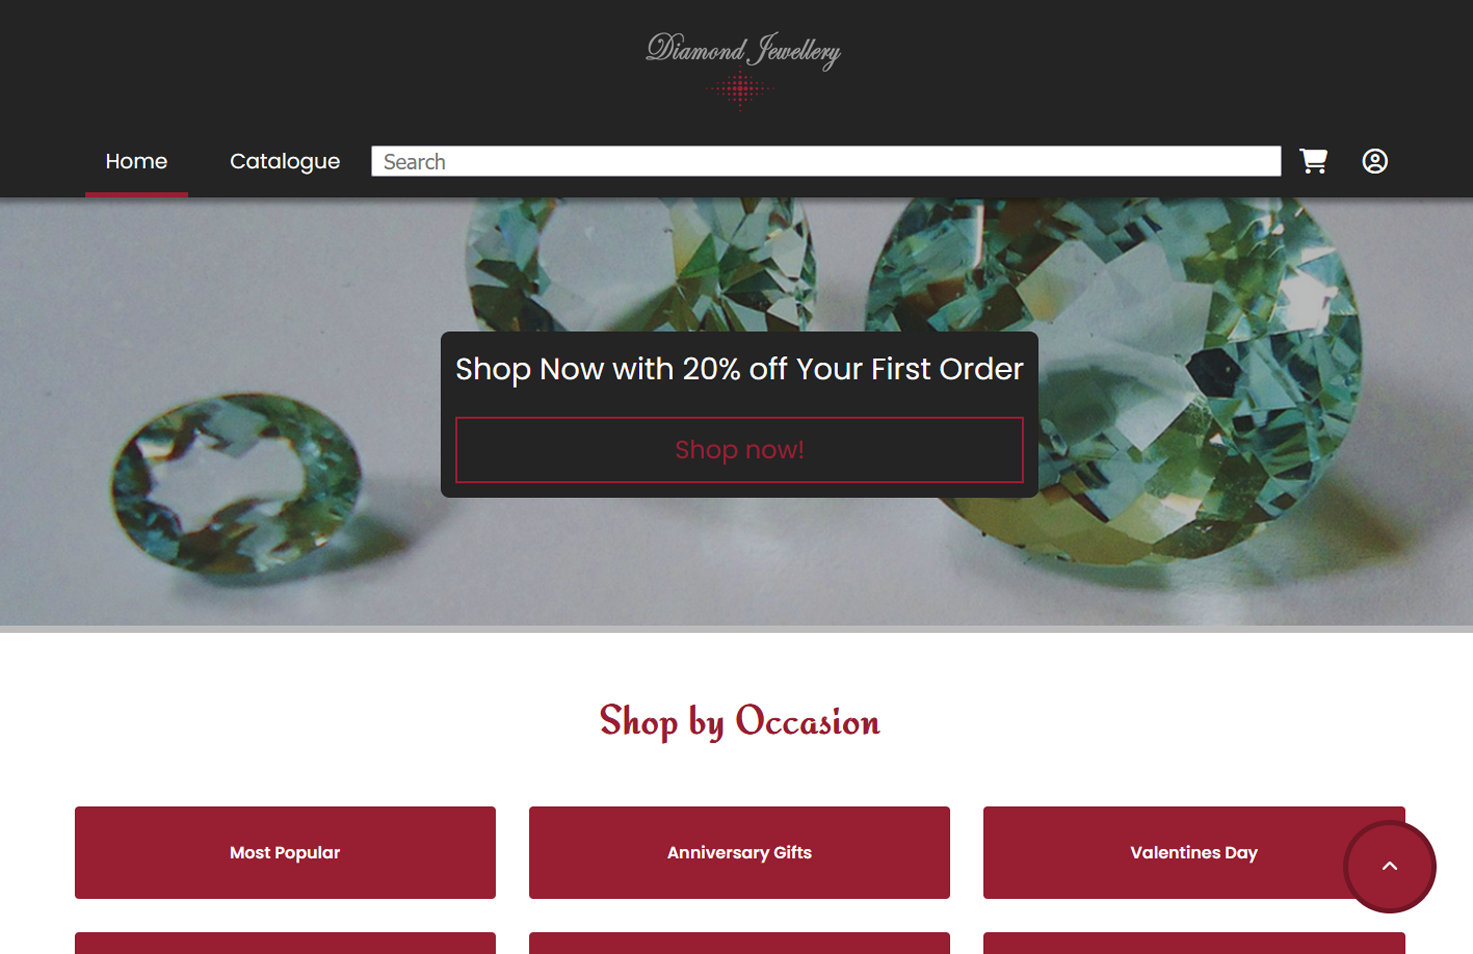 Diamond Jewellery
Home Catalogue Search
Shop Now with 20% off Your First Order
Shop now!
Shop by Occasion
Most Popular Anniversary Gifts Valentines Day